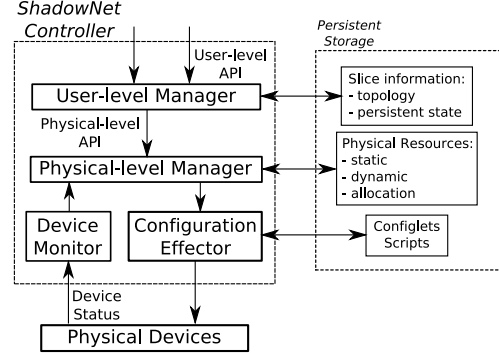 ShadowNet
Controller
User-level
API
User-level Manager
Physical-level
API
Physical-level Manager
Device
Monitor
Configuration
Effector
Device
Status
Physical Devices
Persistent
Storage
Slice information:
- topology
- persistent state
Physical Resources:
- static
- dynamic
- allocation
Configlets
Scripts